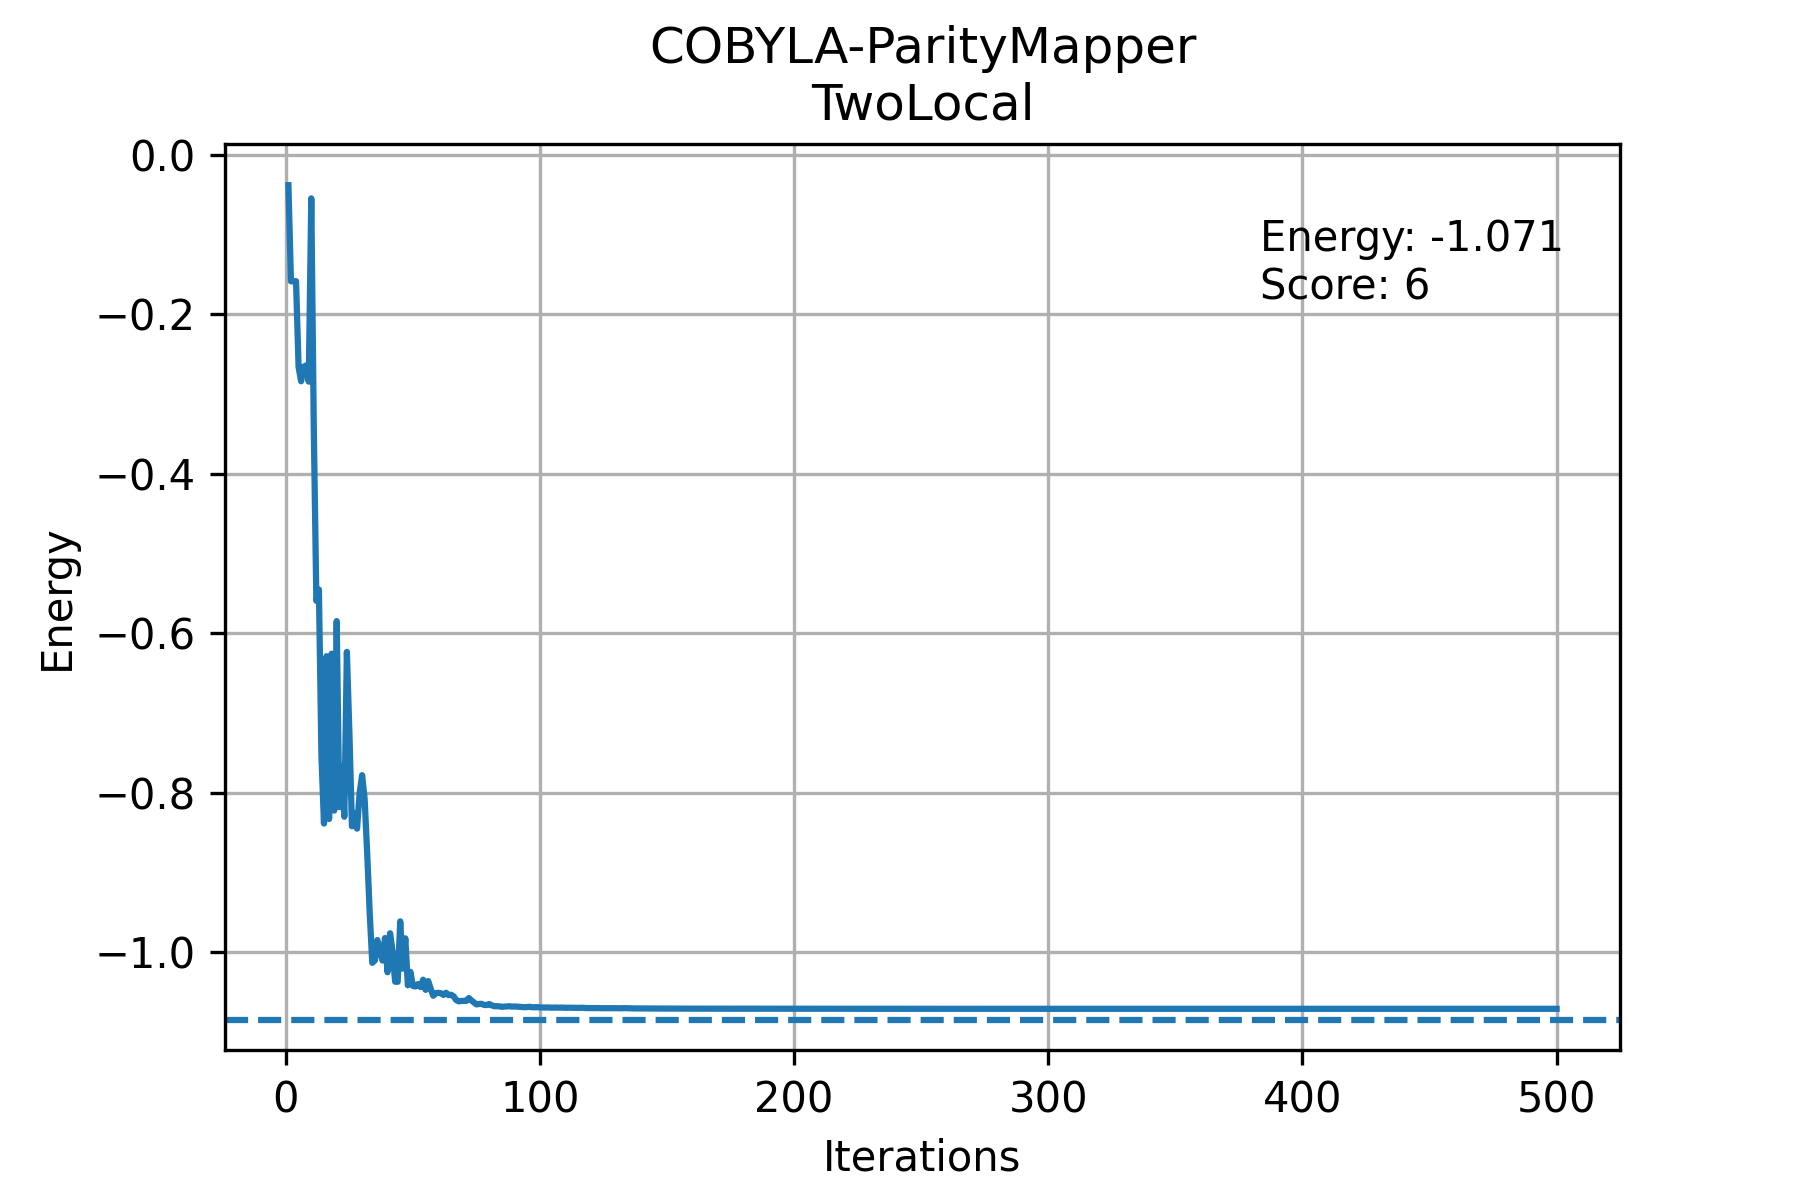 COBYLA-ParityMapper
TwoLocal
0.0
−0.2
−0.4
−0.6
−0.8
−1.0
Energy
Energy: -1.071
Score: 6
0 100 200 300 400 500
Iterations